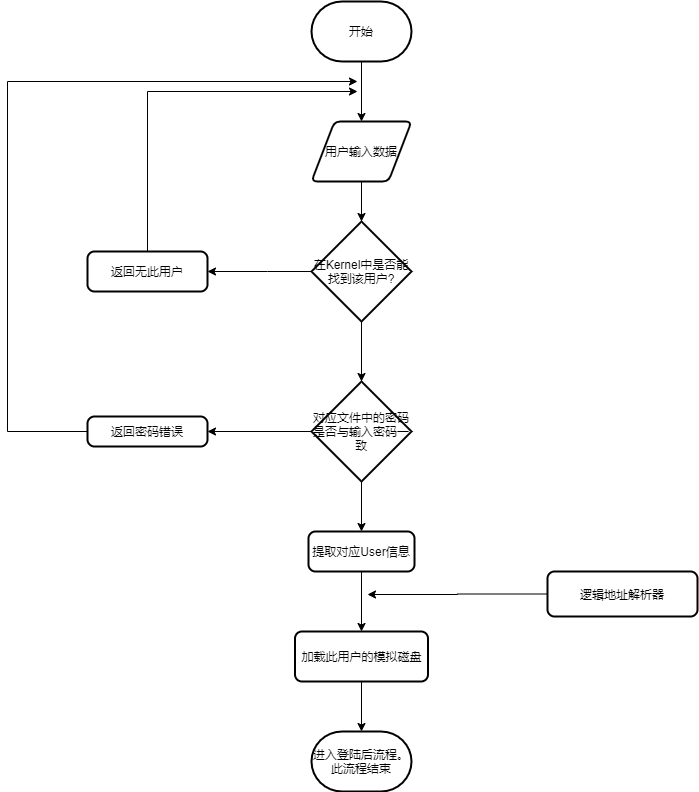 开始
用户输入数据
在Kernel中是否能
找到该用户?
返回无此用户
对应文件中的密码
是否与输入密码一
致
返回密码错误
提取对应User信息
逻辑地址解析器
加载此用户的模拟磁盘
进入登陆后流程。
此流程结束